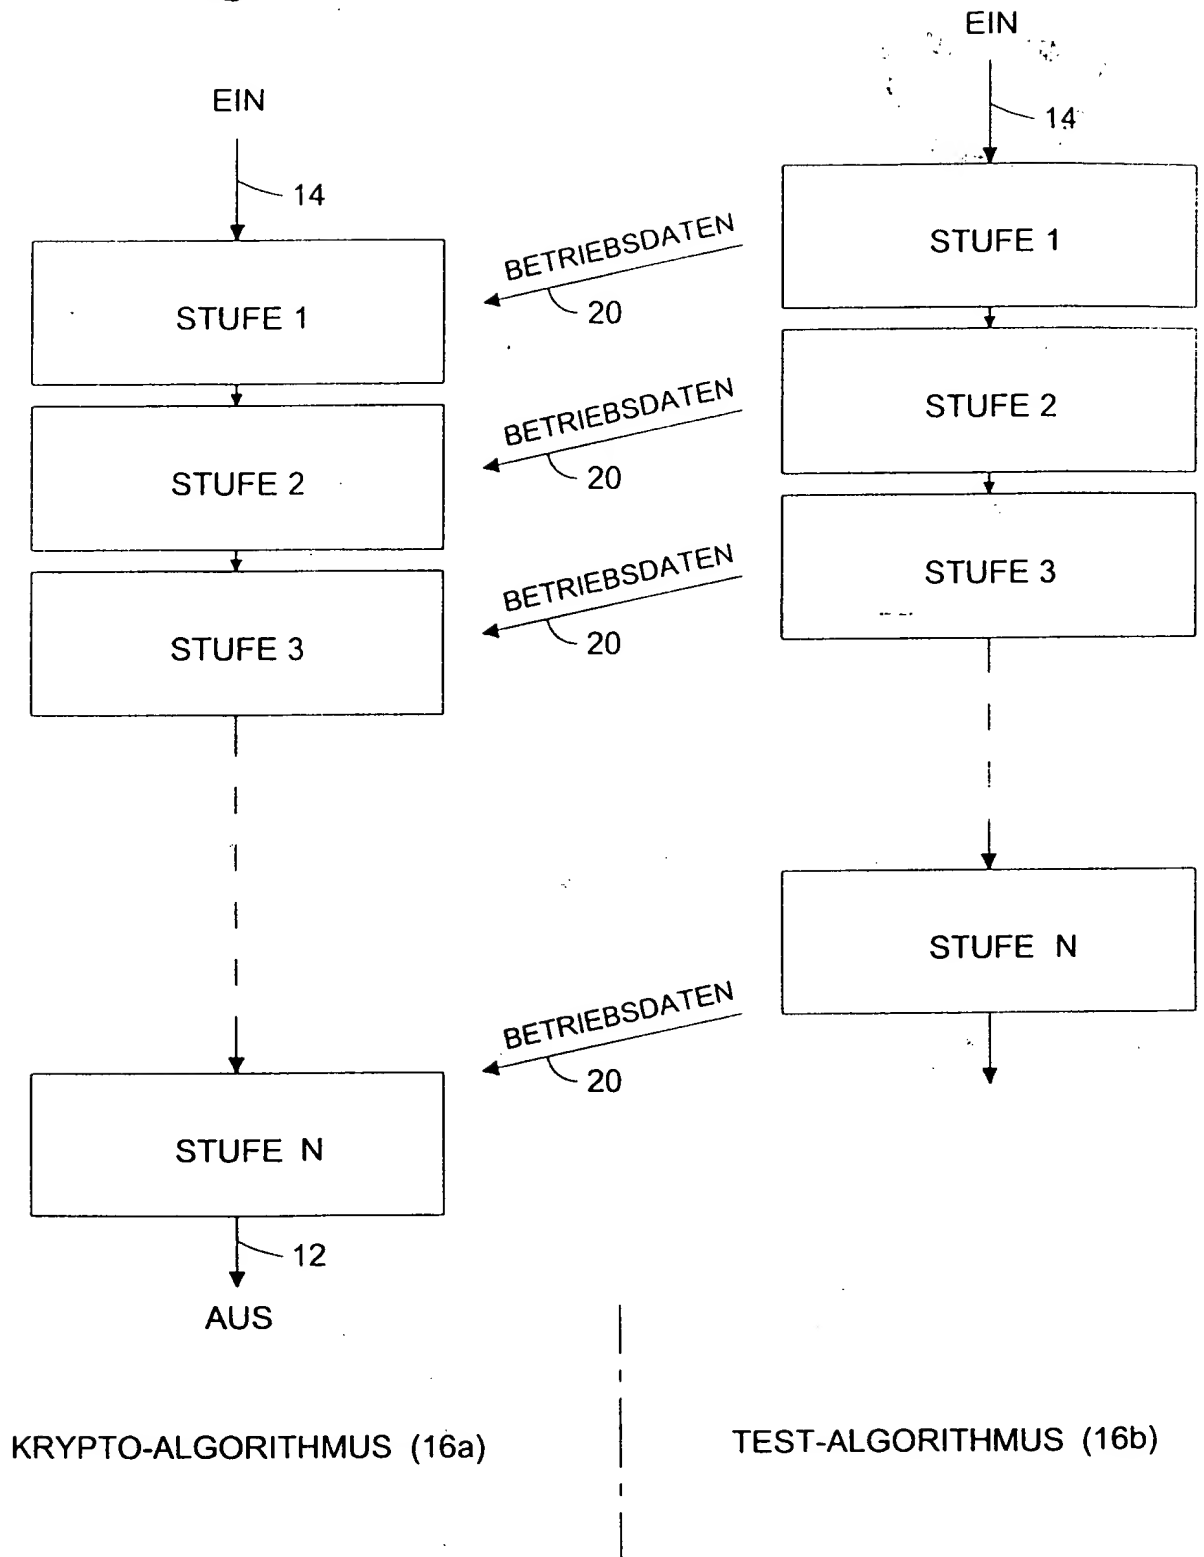 EIN
14
STUFE 1
STUFE 2
STUFE 3
STUFE N
12
AUS
KRYPTO-ALGORITHMUS (16a)
BETRIEBSDATEN
20
BETRIEBSDATEN
20
BETRIEBSDATEN
20
BETRIEBSDATEN
20
EIN
14
STUFE 1
STUFE 2
STUFE 3
STUFE N
TEST-ALGORITHMUS (16b)